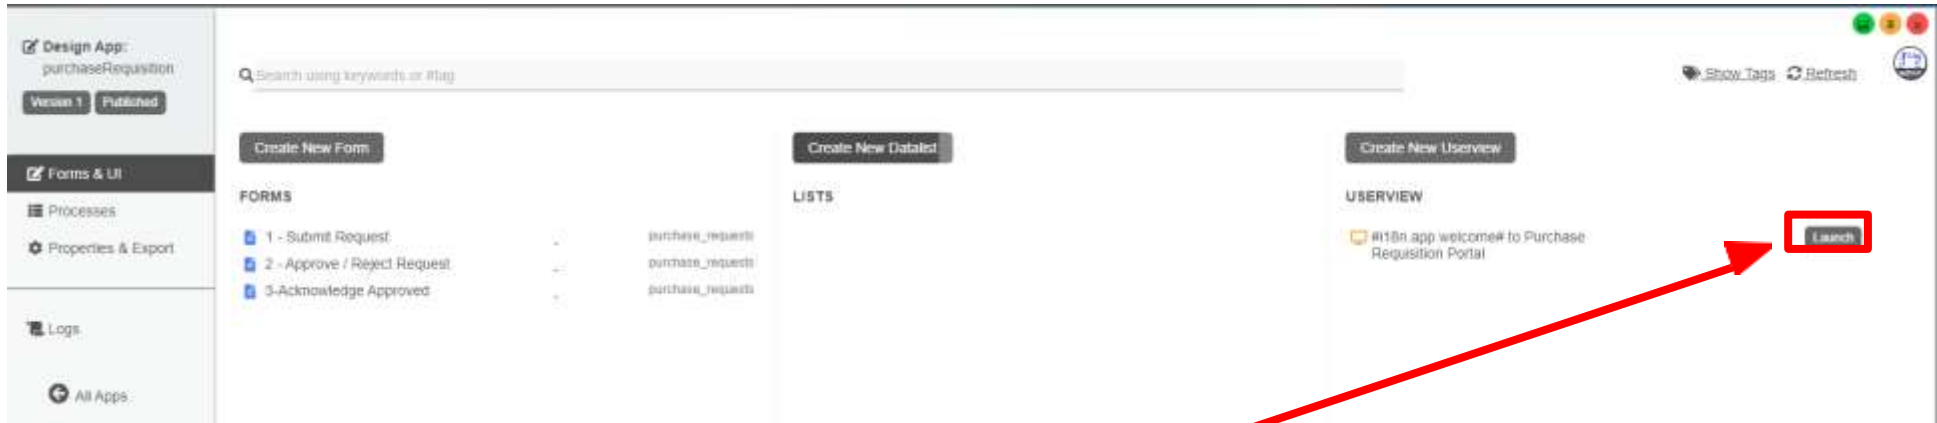 Design App:
purchaseRequisition
Version 1 Published
Search using keywords or #tag
Show Tags Refresh
Forms & UI
Processes
Properties & Export
Logs
All Apps
Create New Form
FORMS
1 - Submit Request purchase_requests
2 - Approve / Reject Request purchase_requests
3-Acknowledge Approved purchase_requests
Create New Datalist
LISTS
Create New Userview
USERVIEW
#i18n.app.welcome# to Purchase
Requisition Portal
Launch